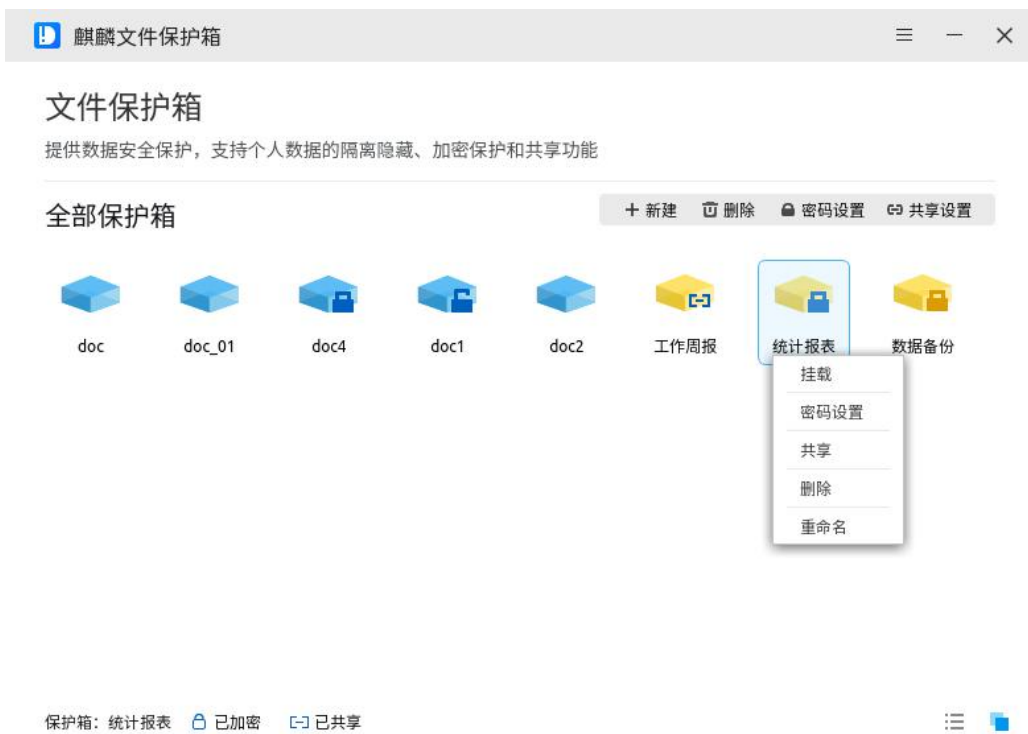 麒麟文件保护箱
文件保护箱
提供数据安全保护，支持个人数据的隔离隐藏、加密保护和共享功能
全部保护箱
新建 删除 密码设置 共享设置
doc doc_01 doc4 doc1 doc2 工作周报 统计报表 数据备份
挂载
密码设置
共享
删除
重命名
保护箱：统计报表 已加密 已共享